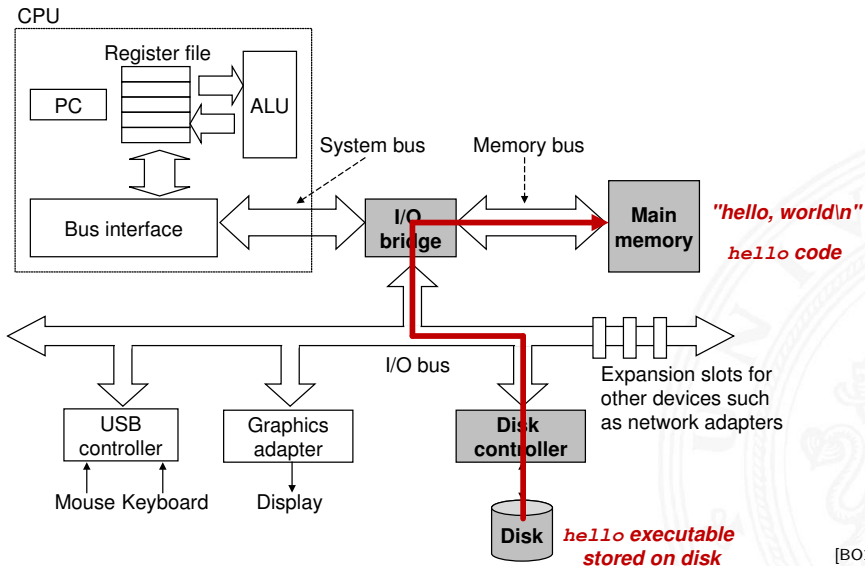 CPU
Register file
PC
ALU
System bus
Memory bus
Bus interface
I/O
bridge
Main
memory
"hello, world\n"
hello code
I/O bus
Expansion slots for
other devices such
as network adapters
USB
controller
Graphics
adapter
Disk
controller
Mouse Keyboard
Display
Disk
hello executable
stored on disk